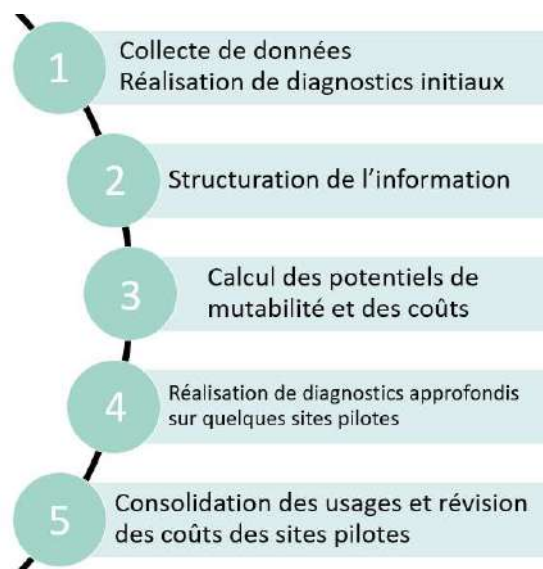 1
Collecte de données
Réalisation de diagnostics initiaux
2
Structuration de l'information
3
Calcul des potentiels de
mutabilité et des coûts
4
Réalisation de diagnostics approfondis
sur quelques sites pilotes
5
Consolidation des usages et révision
des coûts des sites pilotes